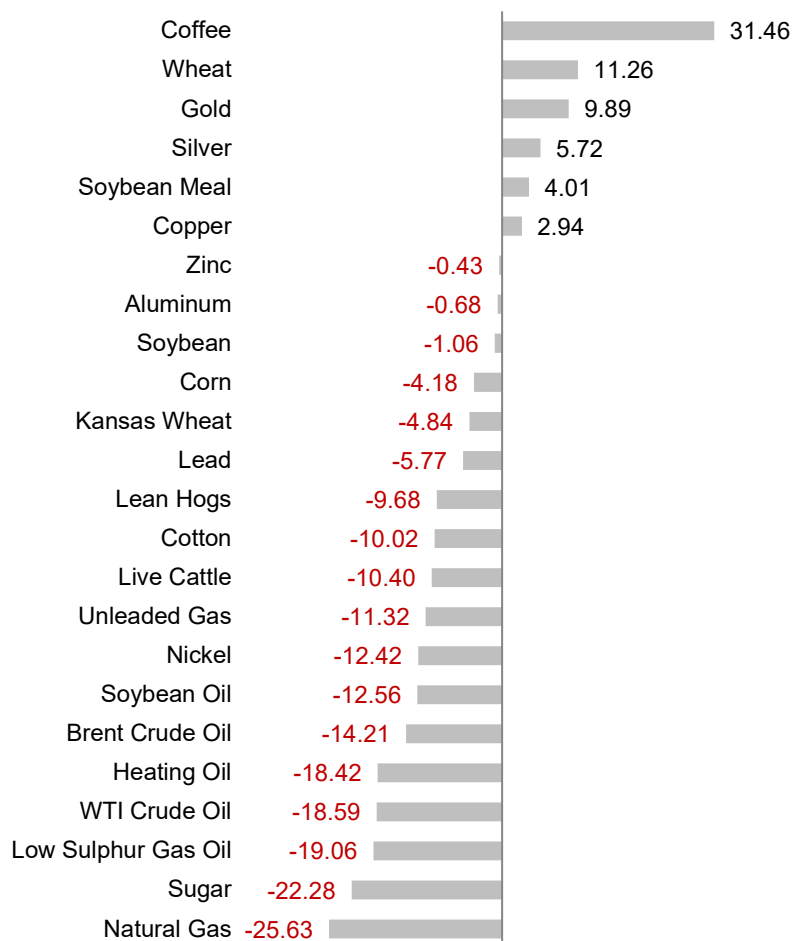 Coffee 31.46
Wheat 11.26
Gold 9.89
Silver 5.72
Soybean Meal 4.01
Copper 2.94
Zinc -0.43
Aluminum -0.68
Soybean -1.06
Corn -4.18
Kansas Wheat -4.84
Lead -5.77
Lean Hogs -9.68
Cotton -10.02
Live Cattle -10.40
Unleaded Gas -11.32
Nickel -12.42
Soybean Oil -12.56
Brent Crude Oil -14.21
Heating Oil -18.42
WTI Crude Oil -18.59
Low Sulphur Gas Oil -19.06
Sugar -22.28
Natural Gas -25.63